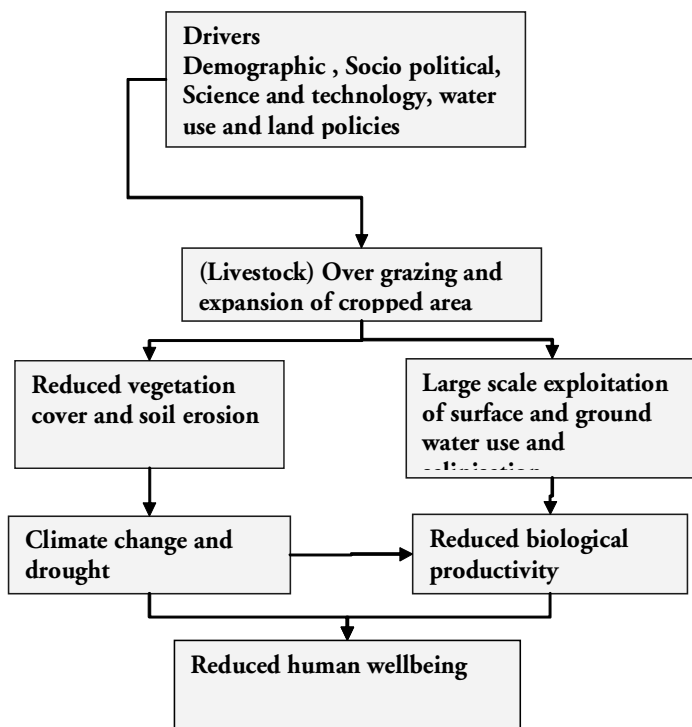 Drivers
Demographic , Socio political,
Science and technology, water
use and land policies
(Livestock) Over grazing and
expansion of cropped area
Reduced vegetation
cover and soil erosion
Large scale exploitation
of surface and ground
water use and
salinisation
Climate change and
drought
Reduced biological
productivity
Reduced human wellbeing